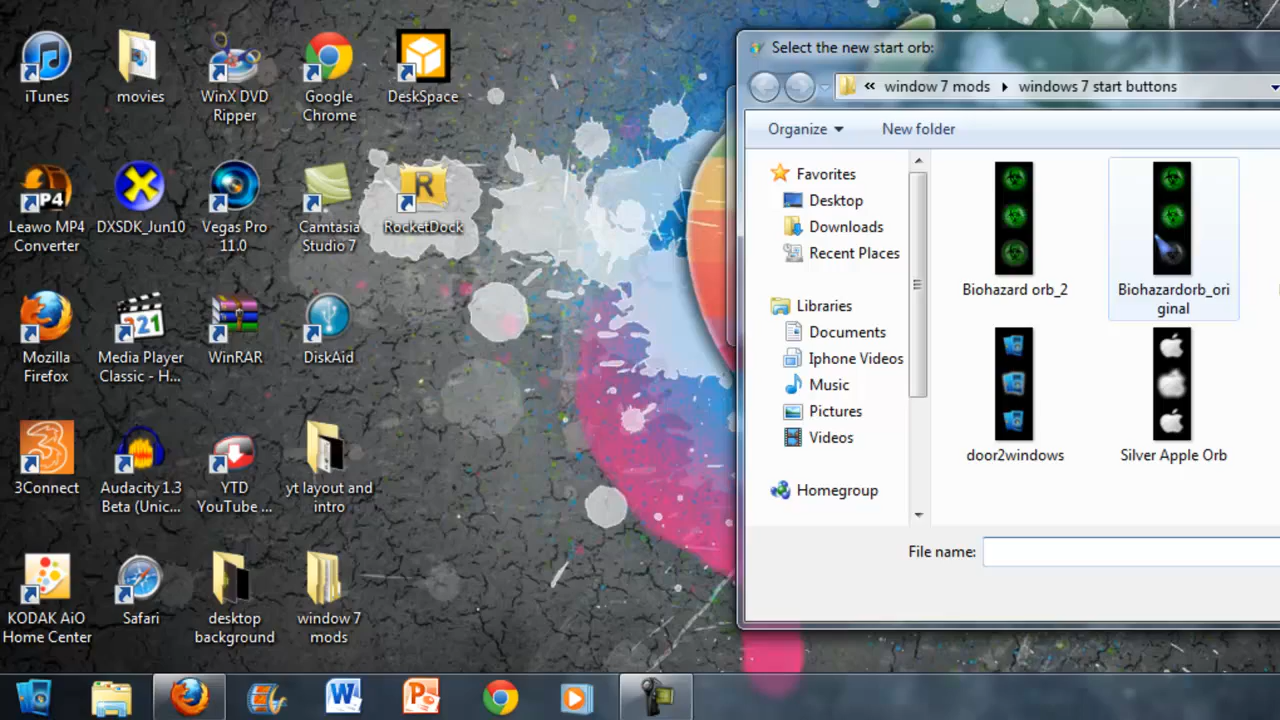 iTunes
movies
WinX DVD
Ripper
Google
Chrome
DeskSpace
Leawo MP4
Converter
DXSDK_Jun10
Vegas Pro
11.0
Camtasia
Studio 7
RocketDock
Mozilla
Firefox
Media Player
Classic - H...
WinRAR
DiskAid
3Connect
Audacity 1.3
Beta (Unic...
YTD
YouTube ...
yt layout and
intro
KODAK AiO
Home Center
Safari
desktop
background
window 7
mods
Select the new start orb:
« window 7 mods ▸ windows 7 start buttons
Organize ▾ New folder
Favorites
Desktop
Downloads
Recent Places
Libraries
Documents
Iphone Videos
Music
Pictures
Videos
Homegroup
Biohazard orb_2
Biohazardorb_ori
ginal
door2windows
Silver Apple Orb
File name: